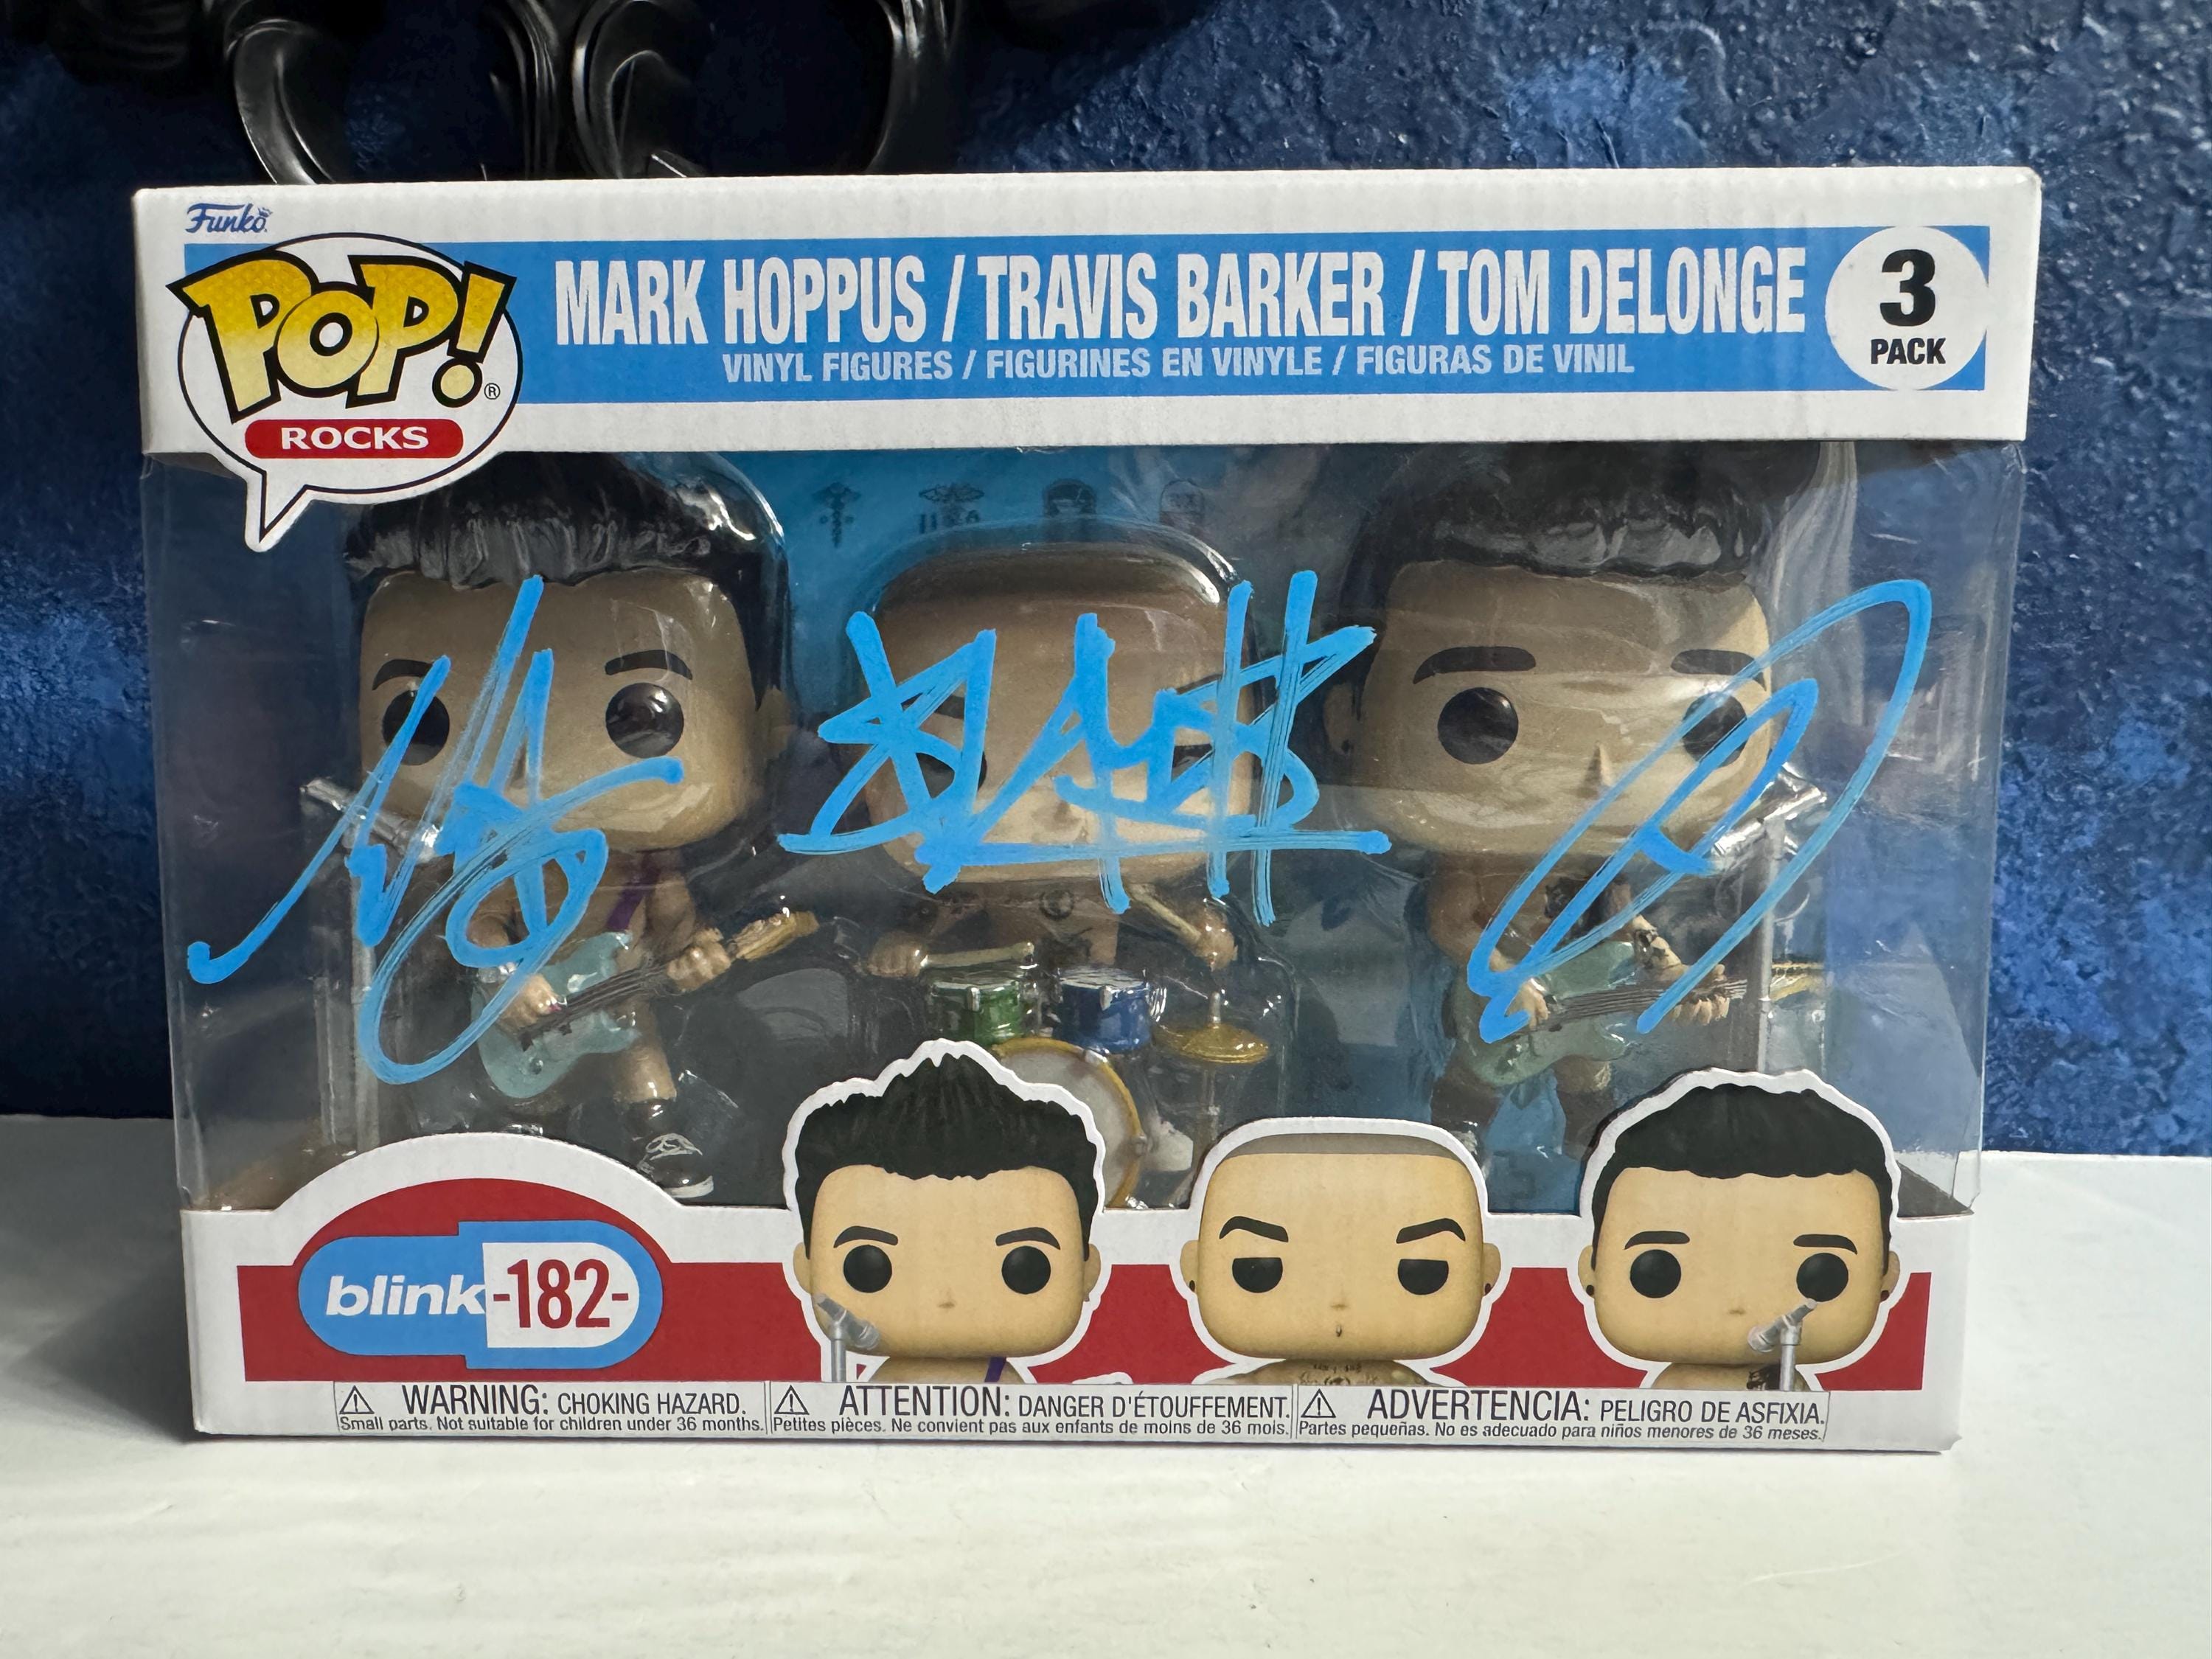 Funko
POP!®
ROCKS
MARK HOPPUS / TRAVIS BARKER / TOM DELONGE
VINYL FIGURES / FIGURINES EN VINYLE / FIGURAS DE VINIL
3
PACK
blink-182-
⚠ WARNING: CHOKING HAZARD.
Small parts. Not suitable for children under 36 months.
⚠ ATTENTION: DANGER D'ÉTOUFFEMENT.
Petites pièces. Ne convient pas aux enfants de moins de 36 mois.
⚠ ADVERTENCIA: PELIGRO DE ASFIXIA.
Partes pequeñas. No es adecuado para niños menores de 36 meses.